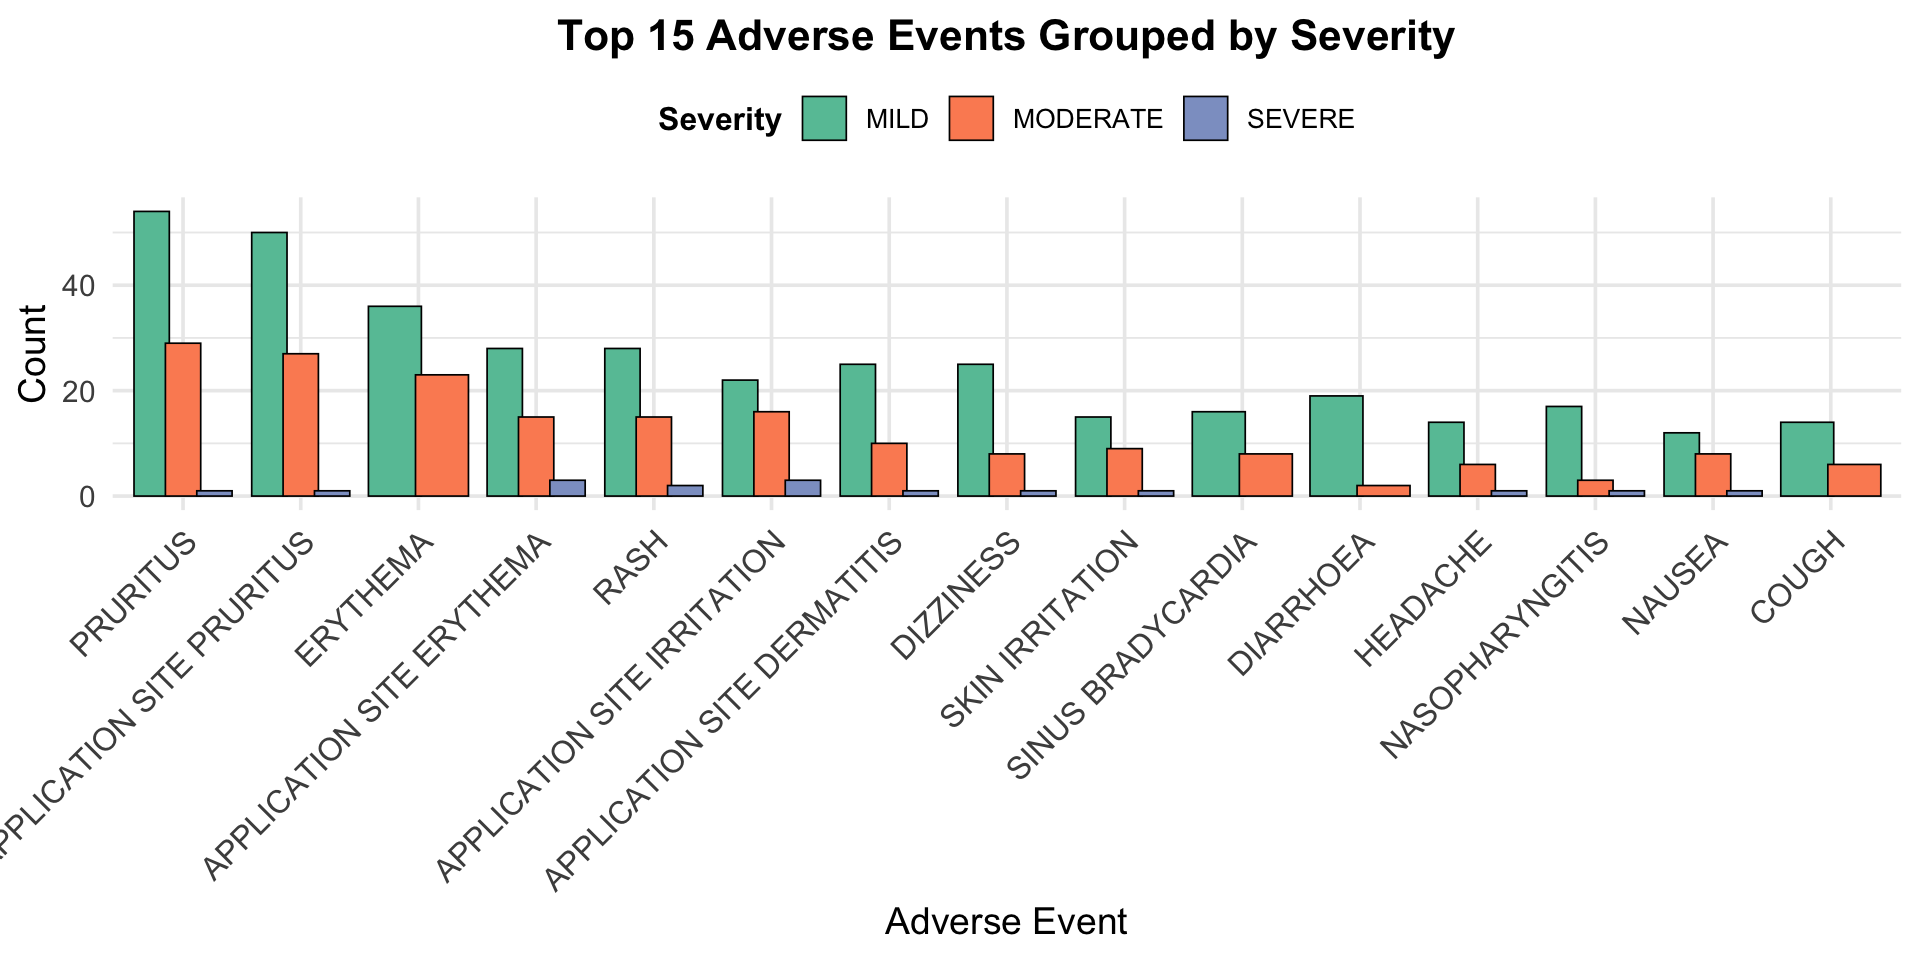 Top 15 Adverse Events Grouped by Severity
Severity MILD MODERATE SEVERE
Count
40
20
0
PRURITUS
PPLICATION SITE PRURITUS
ERYTHEMA
APPLICATION SITE ERYTHEMA
RASH
APPLICATION SITE IRRITATION
APPLICATION SITE DERMATITIS
DIZZINESS
SKIN IRRITATION
SINUS BRADYCARDIA
DIARRHOEA
HEADACHE
NASOPHARYNGITIS
NAUSEA
COUGH
Adverse Event